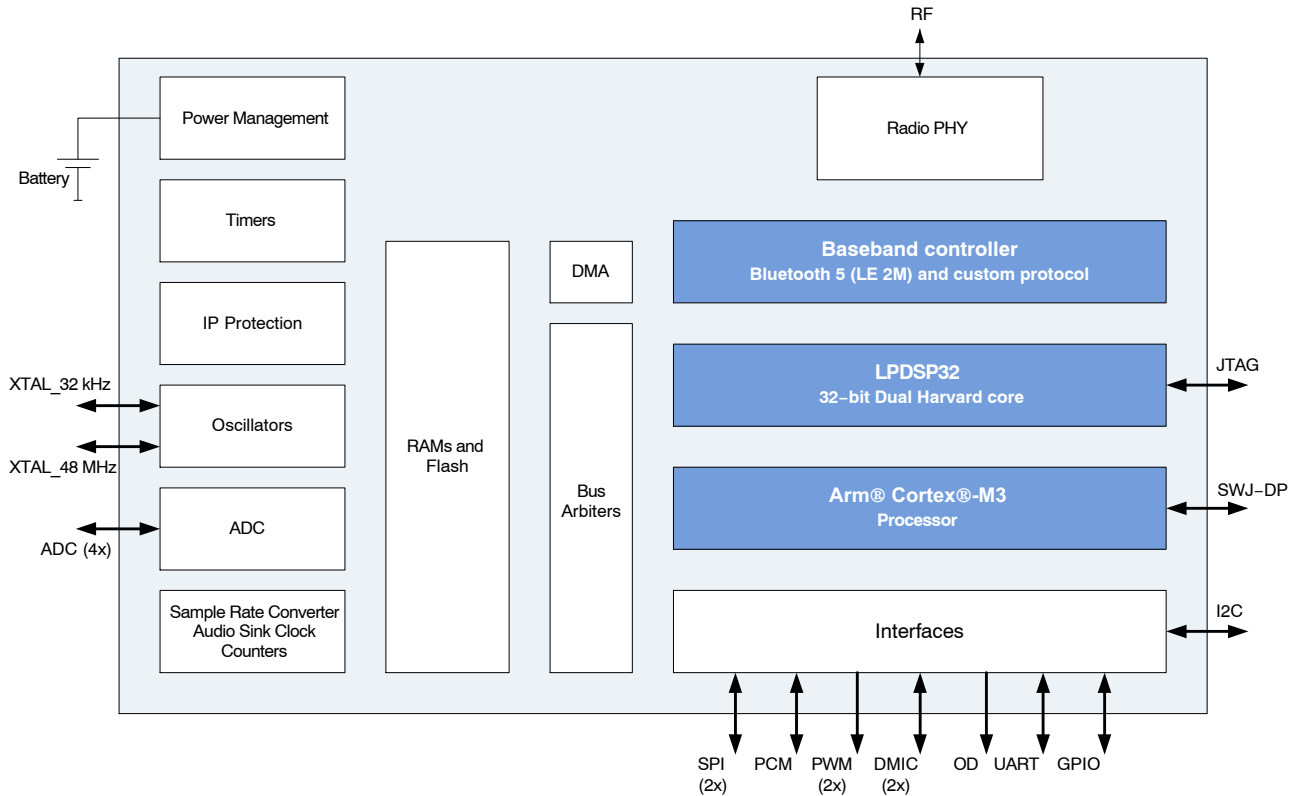 RF
Power Management
Radio PHY
Battery
Timers
Baseband controller
Bluetooth 5 (LE 2M) and custom protocol
DMA
IP Protection
LPDSP32
32−bit Dual Harvard core
JTAG
XTAL_32 kHz
Oscillators
XTAL_48 MHz
RAMs and
Flash
Bus
Arbiters
Arm® Cortex®-M3
Processor
SWJ−DP
ADC
ADC (4x)
Sample Rate Converter
Audio Sink Clock
Counters
Interfaces
I2C
SPI
(2x)
PCM
PWM
(2x)
DMIC
(2x)
OD
UART
GPIO